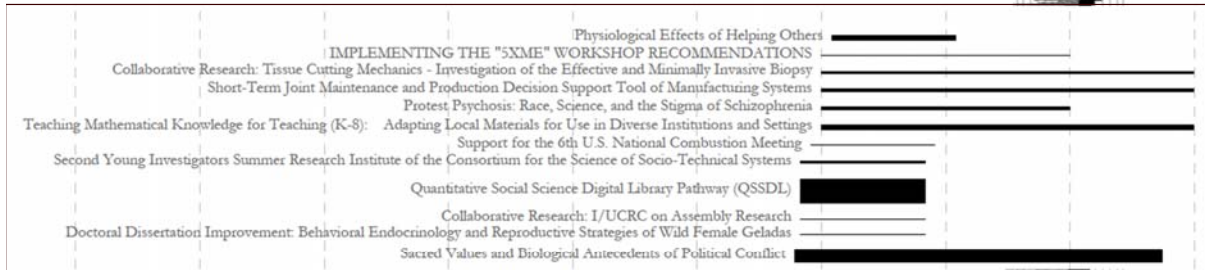 Physiological Effects of Helping Others
IMPLEMENTING THE "5XME" WORKSHOP RECOMMENDATIONS
Collaborative Research: Tissue Cutting Mechanics - Investigation of the Effective and Minimally Invasive Biopsy
Short-Term Joint Maintenance and Production Decision Support Tool of Manufacturing Systems
Protest Psychosis: Race, Science, and the Stigma of Schizophrenia
Teaching Mathematical Knowledge for Teaching (K-8): Adapting Local Materials for Use in Diverse Institutions and Settings
Support for the 6th U.S. National Combustion Meeting
Second Young Investigators Summer Research Institute of the Consortium for the Science of Socio-Technical Systems
Quantitative Social Science Digital Library Pathway (QSSDL)
Collaborative Research: I/UCRC on Assembly Research
Doctoral Dissertation Improvement: Behavioral Endocrinology and Reproductive Strategies of Wild Female Geladas
Sacred Values and Biological Antecedents of Political Conflict